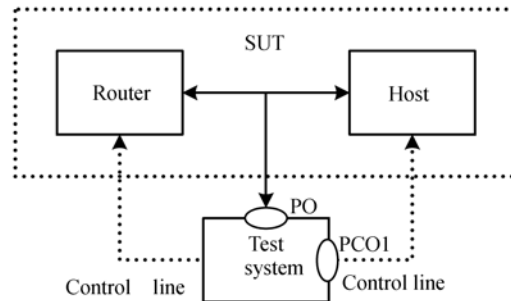 SUT
Router
Host
PO
Test
system
PCO1
Control line
Control line